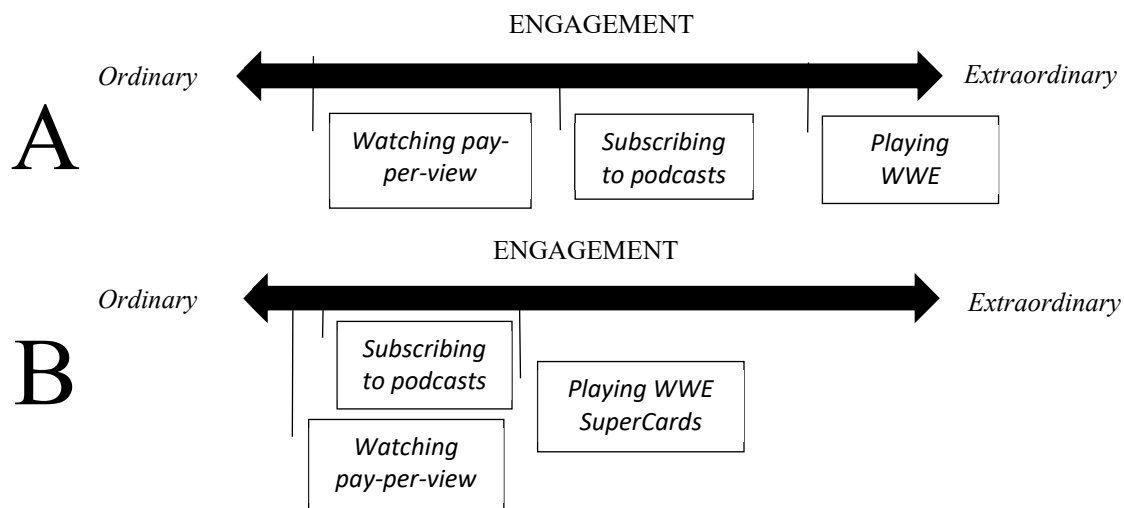 ENGAGEMENT
Ordinary
Extraordinary
A
Watching pay-
per-view
Subscribing
to podcasts
Playing
WWE
ENGAGEMENT
Ordinary
Extraordinary
B
Subscribing
to podcasts
Playing WWE
SuperCards
Watching
pay-per-view